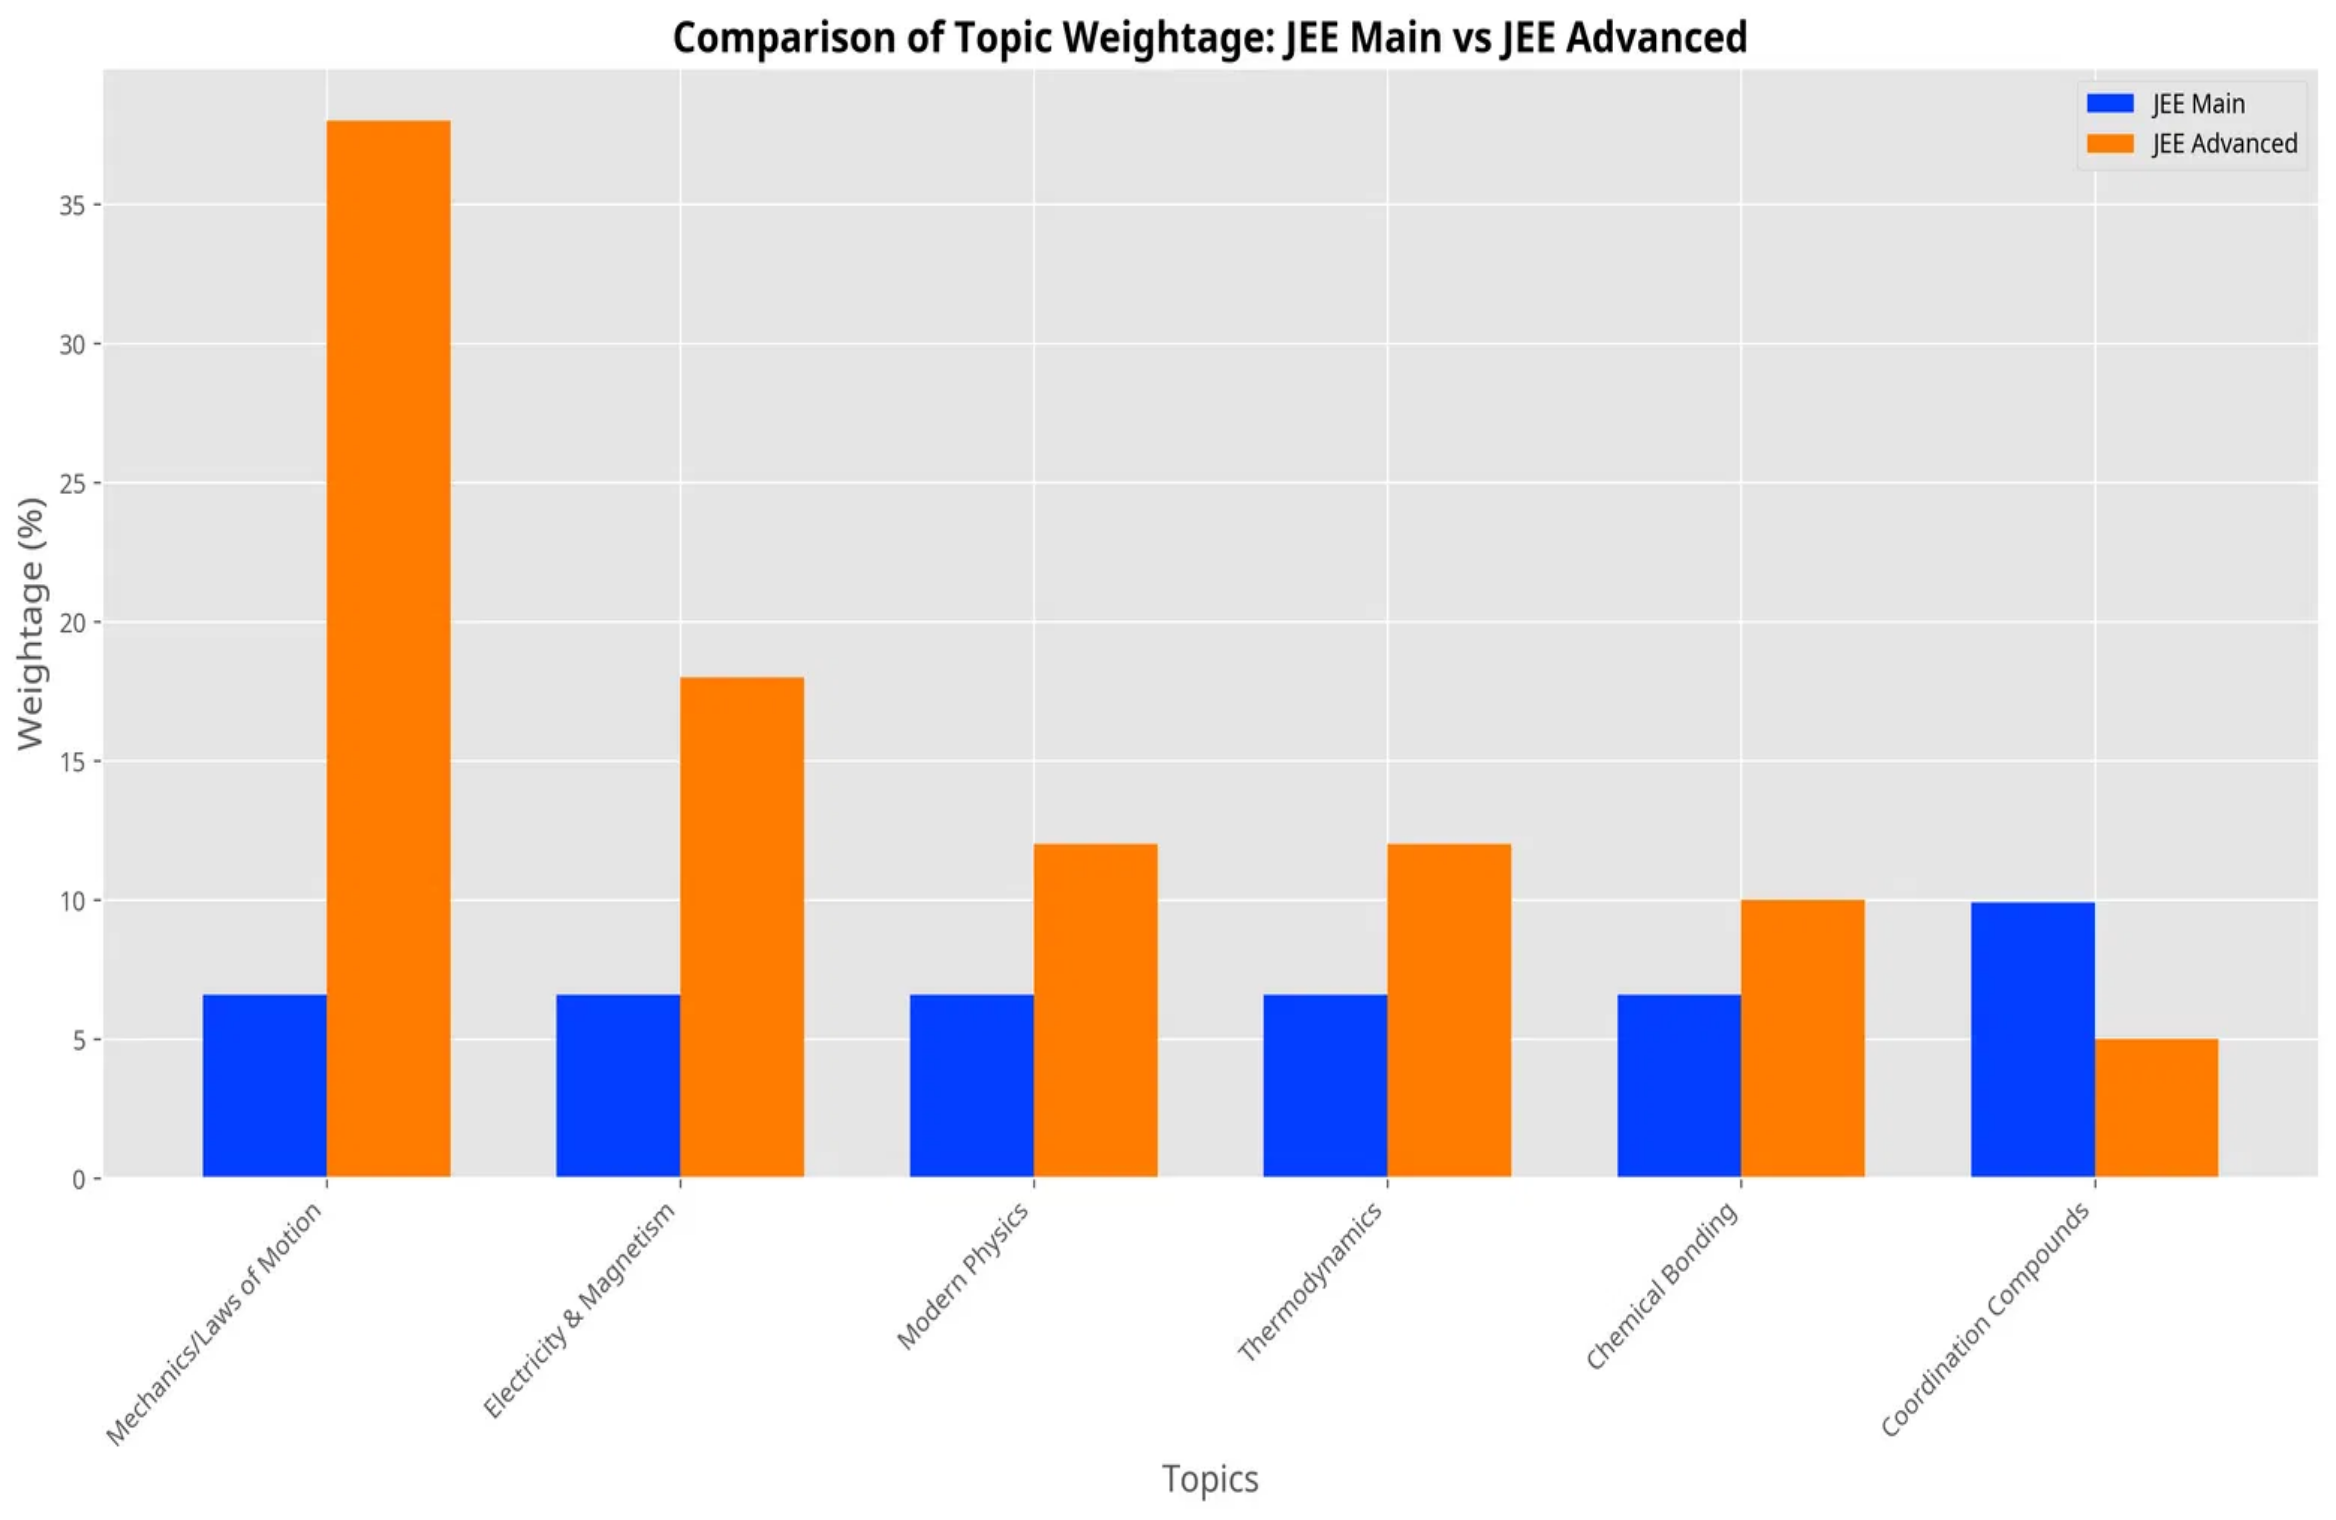 Comparison of Topic Weightage: JEE Main vs JEE Advanced
JEE Main
JEE Advanced
Weightage (%)
35
30
25
20
15
10
5
0
Mechanics/Laws of Motion
Electricity & Magnetism
Modern Physics
Thermodynamics
Chemical Bonding
Coordination Compounds
Topics